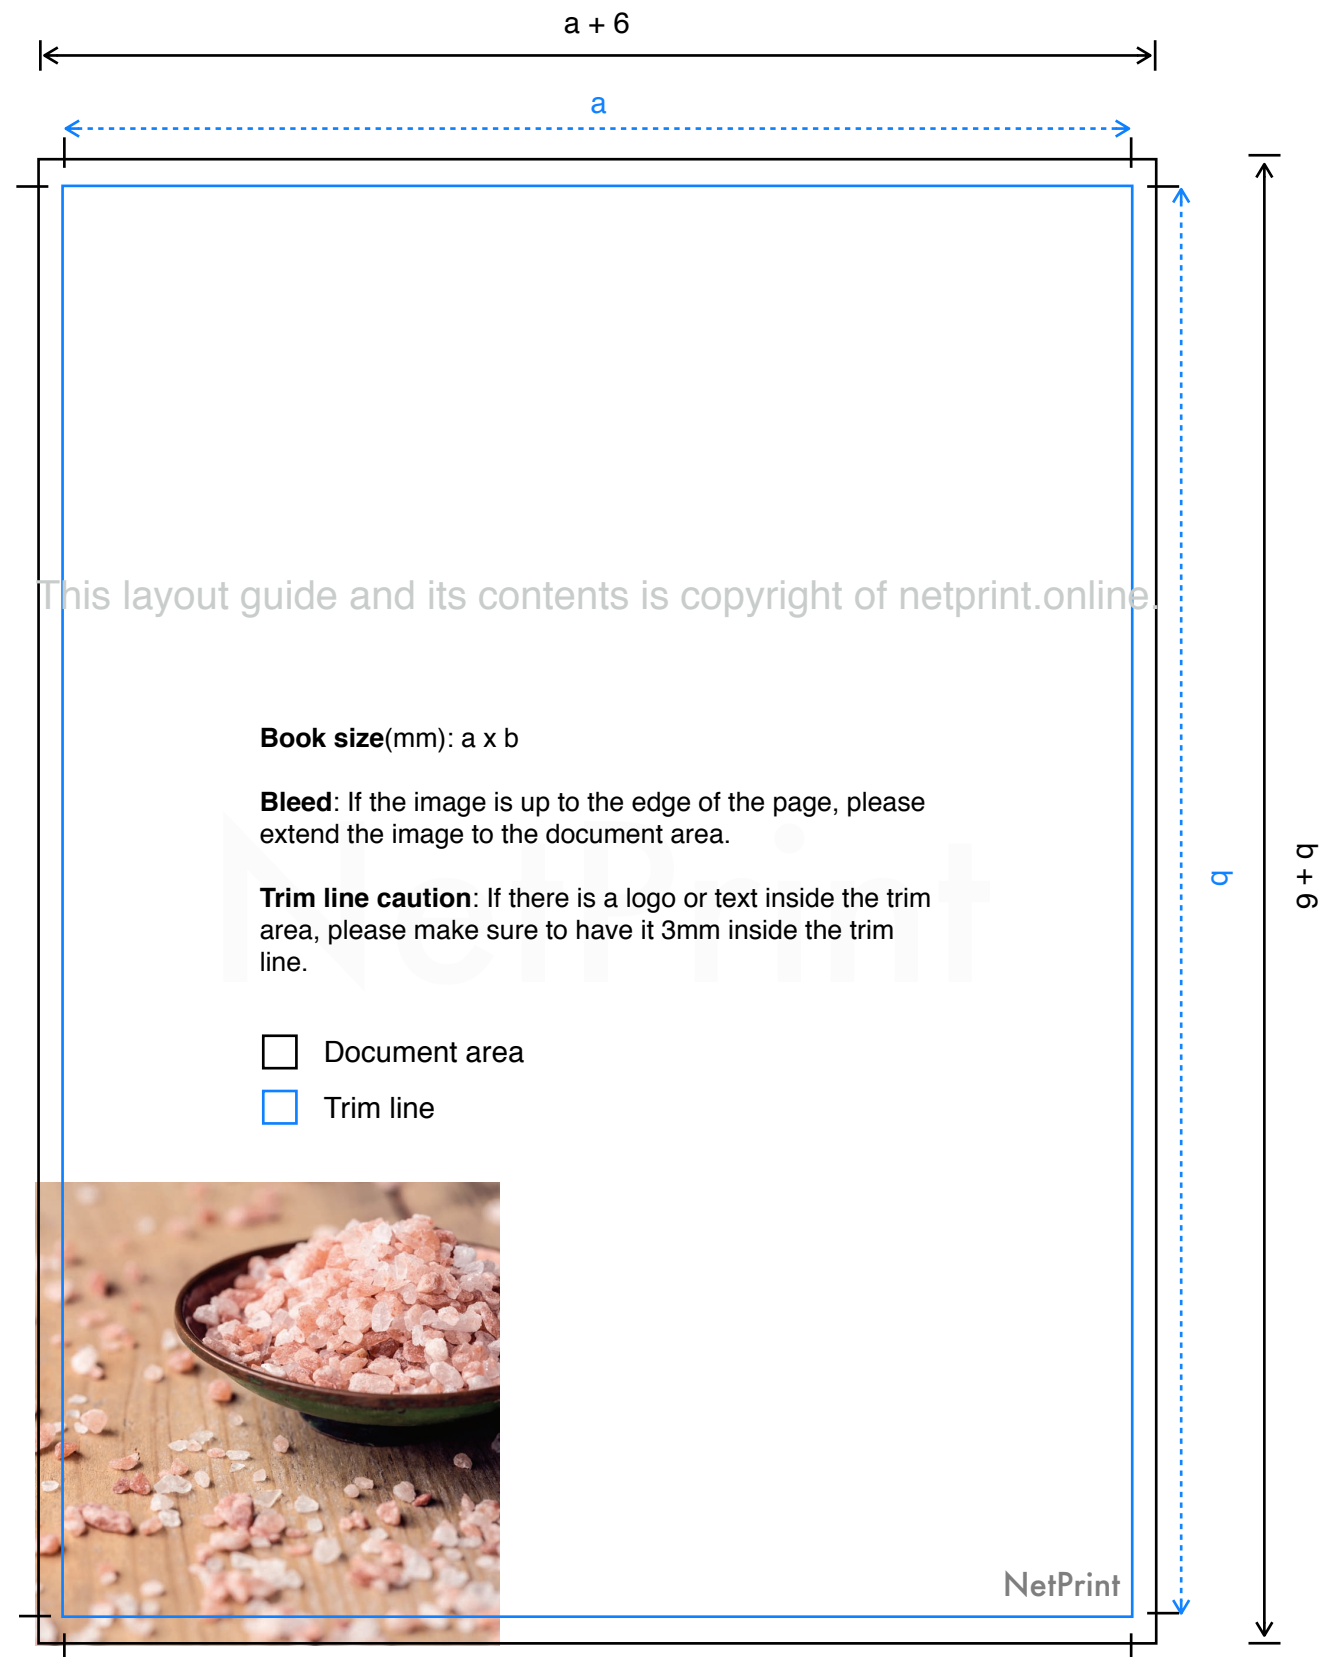 a + 6
a
This layout guide and its contents is copyright of netprint.online.
Book size(mm): a x b
Bleed: If the image is up to the edge of the page, please
extend the image to the document area.
Trim line caution: If there is a logo or text inside the trim
area, please make sure to have it 3mm inside the trim
line.
NetPrint
Document area
Trim line
b
b + 6
NetPrint